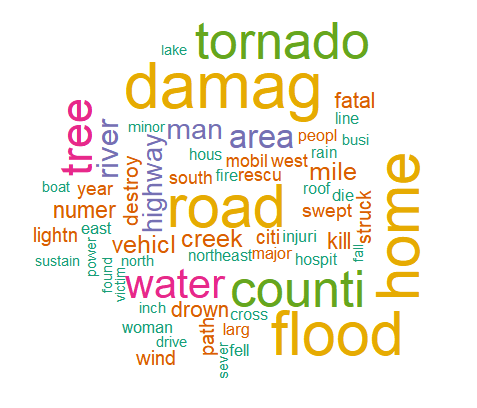 tornado
lake
damag
fatal
line
tree
river
minor
man
area
peopl
busi
highway
hous
mobil
west
rain
mile
boat
year
destroy
south
fire
rescu
roof
die
home
numer
road
swept
struck
lightn
east
vehicl
creek
citi
injuri
kill
fall
sustain
power
found
victim
north
northeast
major
hospit
water
counti
inch
drown
cross
woman
path
larg
flood
drive
wind
sever
fell